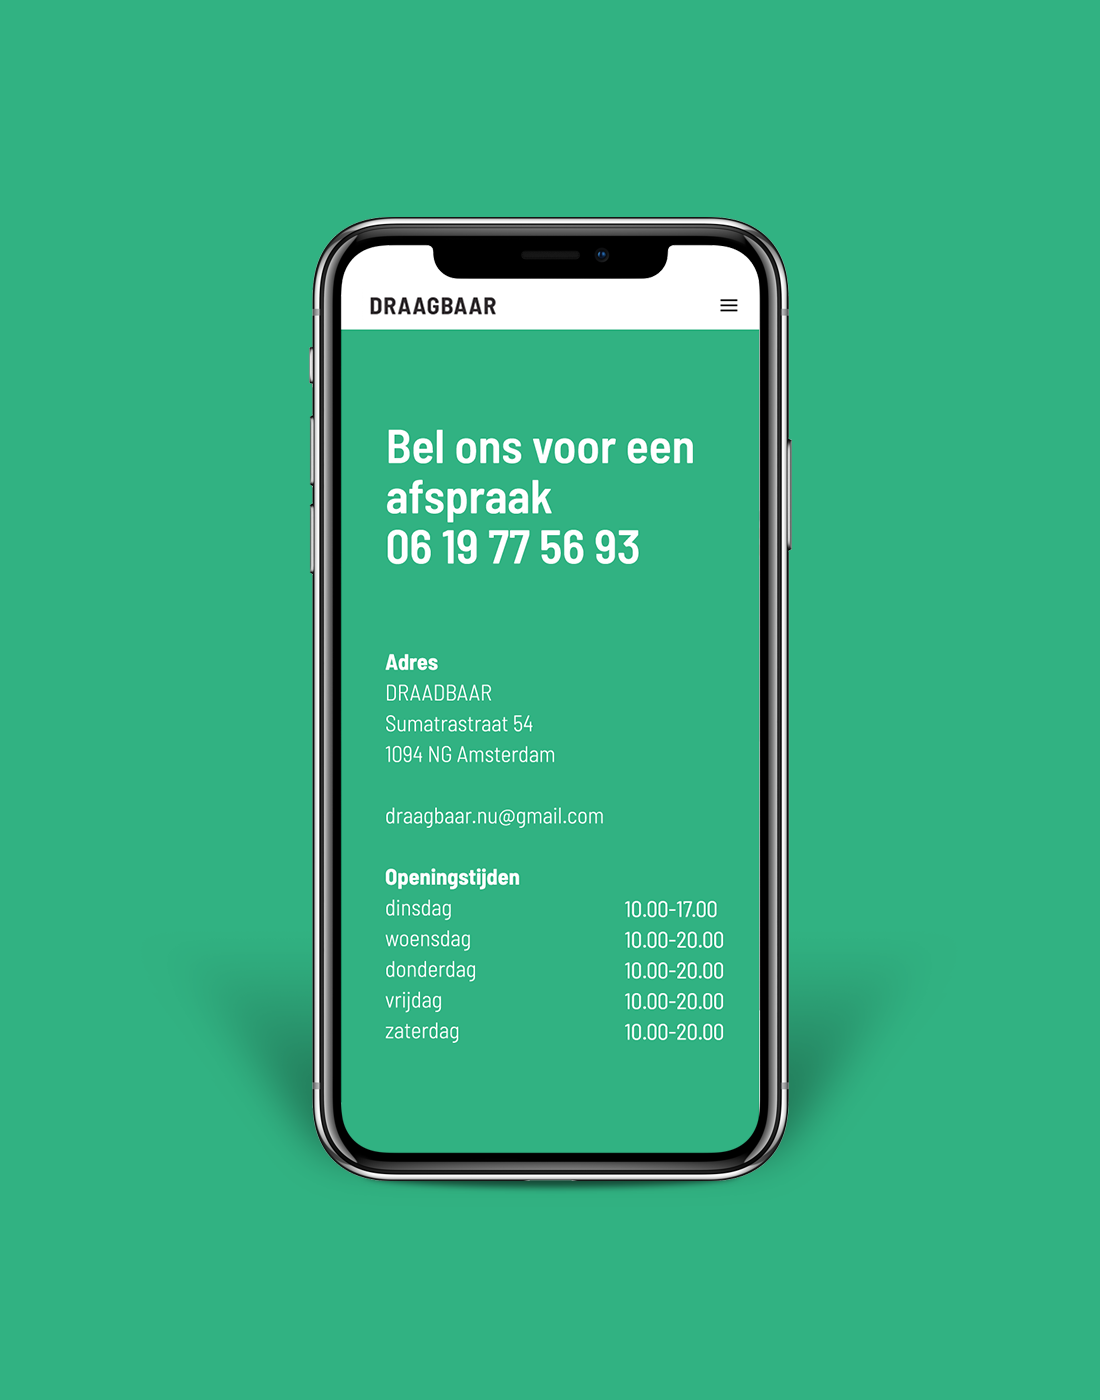 DRAAGBAAR
Bel ons voor een
afspraak
06 19 77 56 93
Adres
DRAADBAAR
Sumatrastraat 54
1094 NG Amsterdam
draagbaar.nu@gmail.com
Openingstijden
dinsdag 10.00-17.00
woensdag 10.00-20.00
donderdag 10.00-20.00
vrijdag 10.00-20.00
zaterdag 10.00-20.00